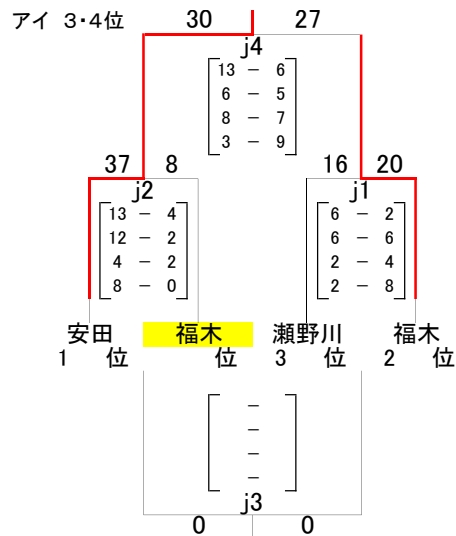 アイ 3・4位
30 27
j4
13 － 6
6 － 5
8 － 7
3 － 9
37 8 16 20
j2 j1
13 － 4 6 － 2
12 － 2 6 － 6
4 － 2 2 － 4
8 － 0 2 － 8
安田 福木 瀬野川 福木
1 位 位 3 位 2 位
－
－
－
－
j3
0 0